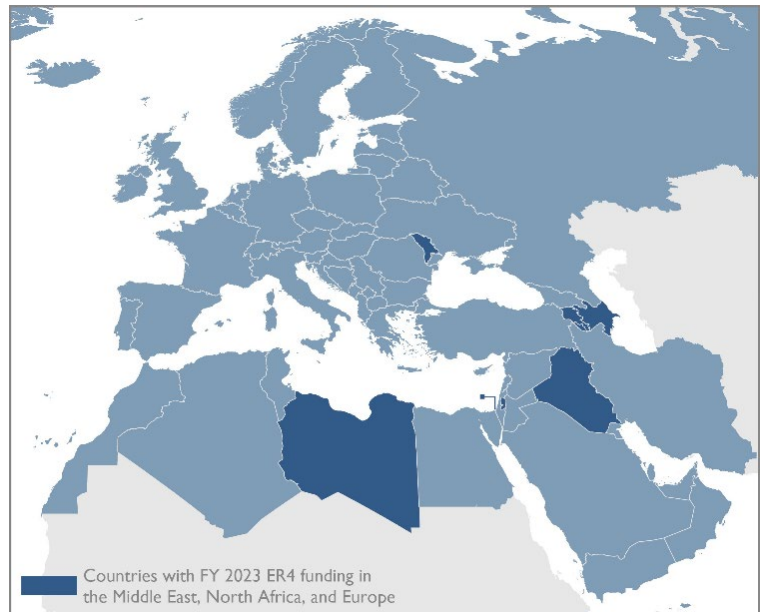 Countries with FY 2023 ER4 funding in
the Middle East, North Africa, and Europe